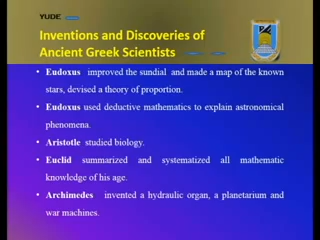 YUDE
Inventions and Discoveries of
Ancient Greek Scientists
• Eudoxus improved the sundial and made a map of the known
stars, devised a theory of proportion.
• Eudoxus used deductive mathematics to explain astronomical
phenomena.
• Aristotle studied biology.
• Euclid summarized and systematized all mathematic
knowledge of his age.
• Archimedes invented a hydraulic organ, a planetarium and
war machines.